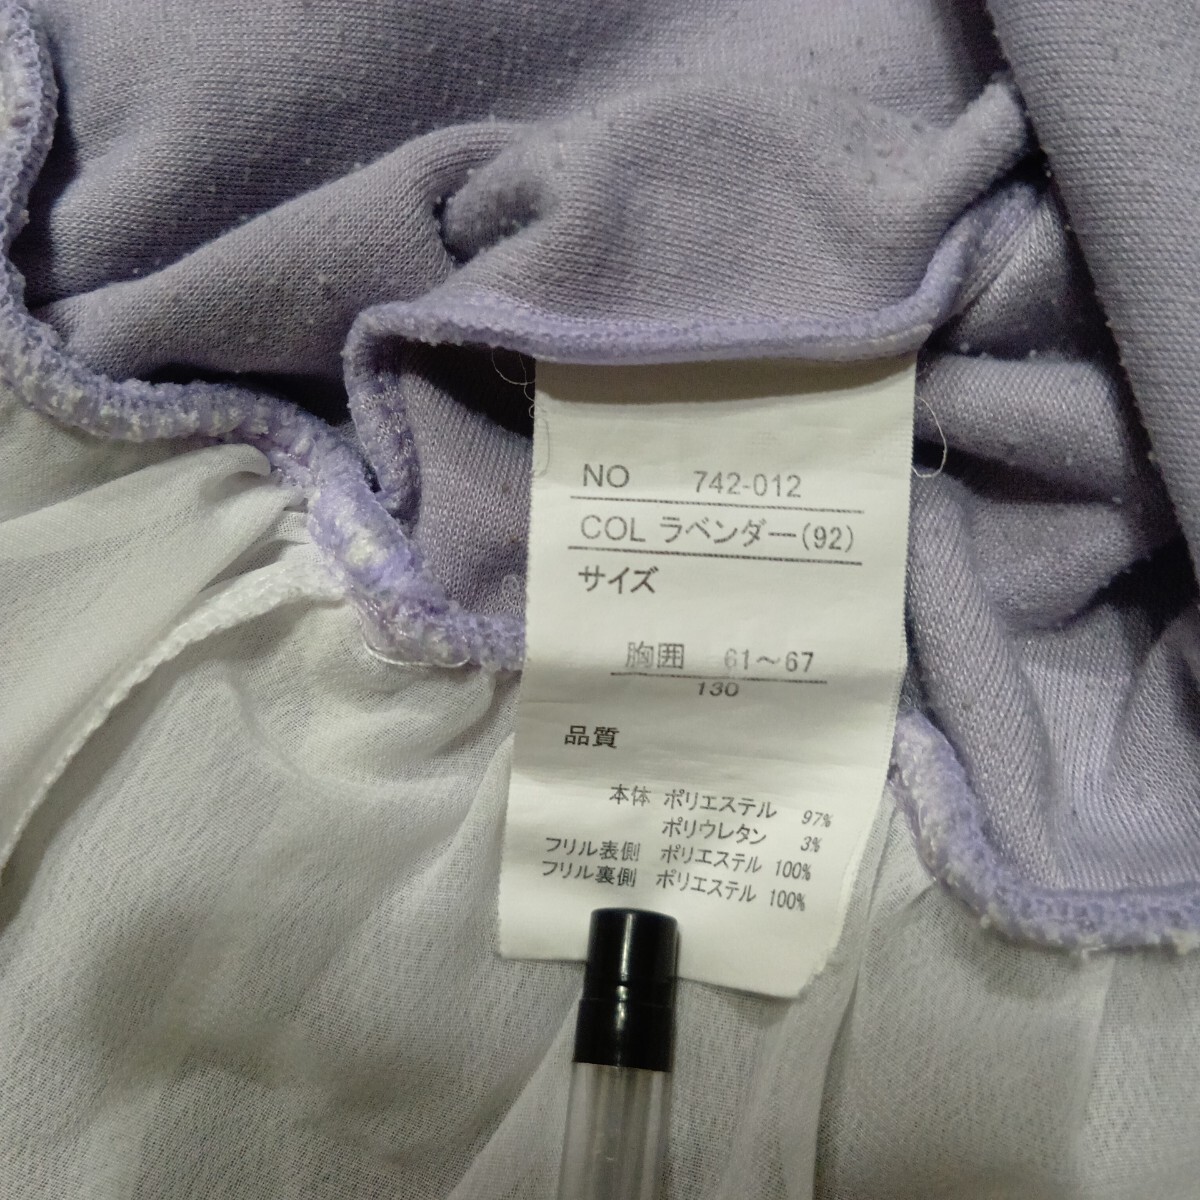 NO 742-012
COL ラベンダー(92)
サイズ
胸囲 61～67
130
品質
本体 ポリエステル 97%
ポリウレタン 3%
フリル表側 ポリエステル 100%
フリル裏側 ポリエステル 100%